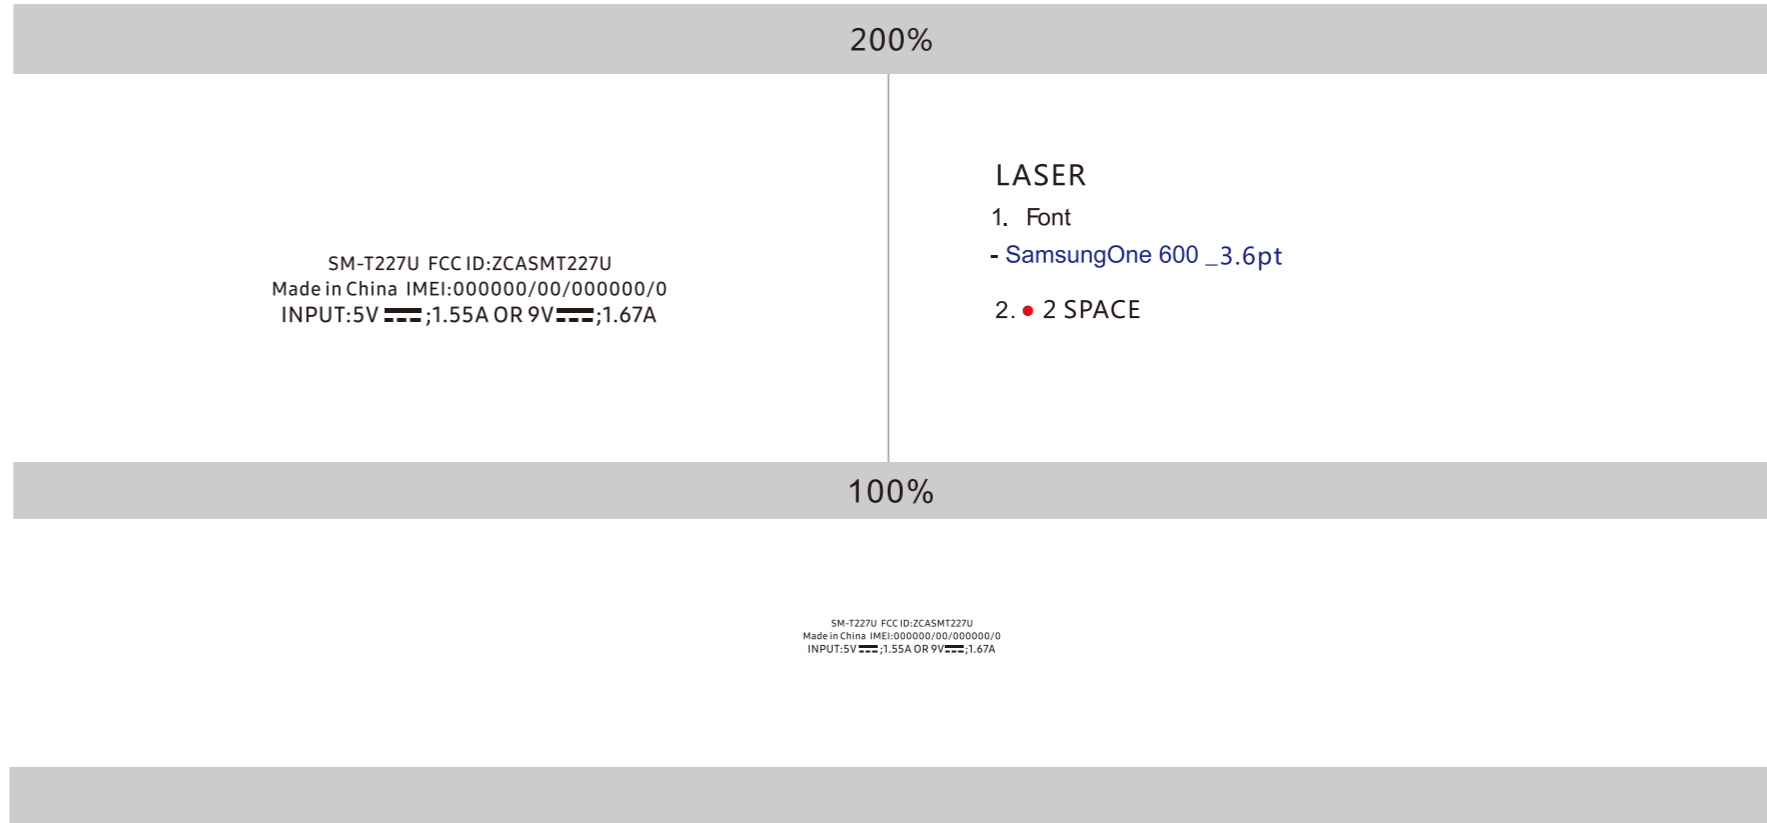 200%
SM-T227U FCC ID:ZCASMT227U
Made in China IMEI:000000/00/000000/0
INPUT:5V ⎓;1.55A OR 9V⎓;1.67A
LASER
1. Font
- SamsungOne 600 _3.6pt
2. ● 2 SPACE
100%
SM-T227U FCC ID:ZCASMT227U
Made in China IMEI:000000/00/000000/0
INPUT:5V ⎓;1.55A OR 9V⎓;1.67A